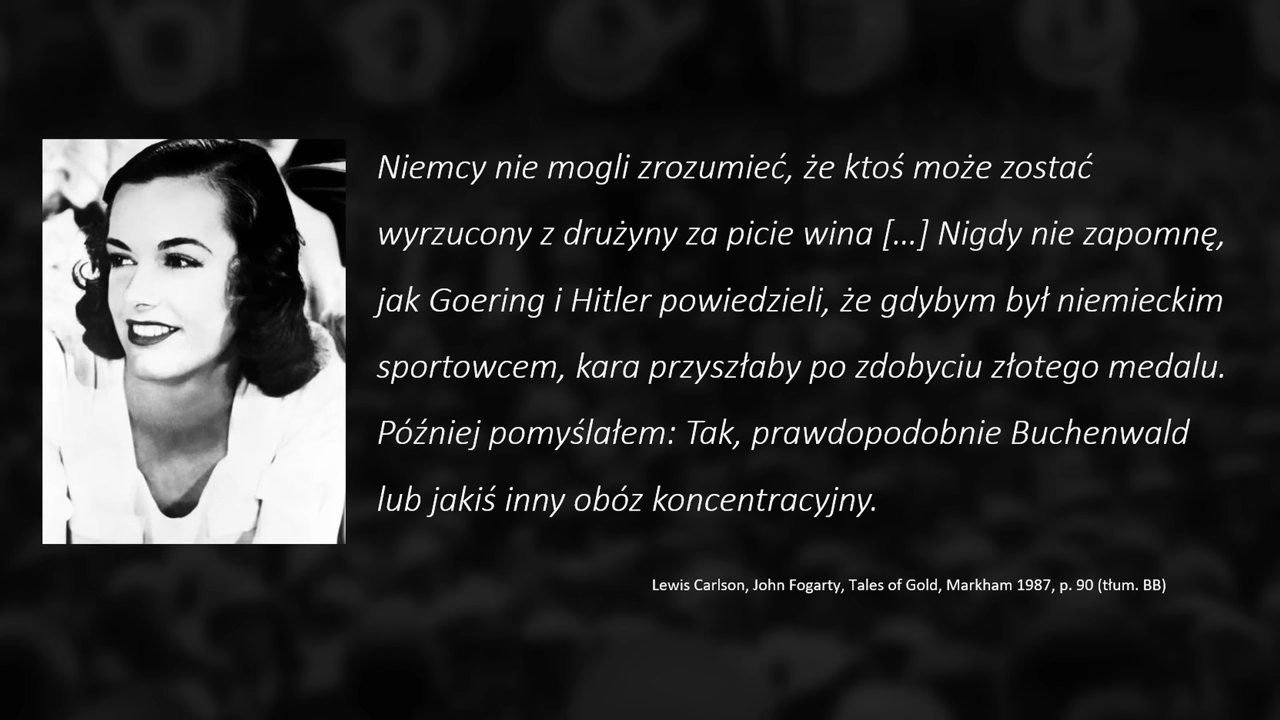 Niemcy nie mogli zrozumieć, że ktoś może zostać
wyrzucony z drużyny za picie wina [...] Nigdy nie zapomnę,
jak Goering i Hitler powiedzieli, że gdybym był niemieckim
sportowcem, kara przyszłaby po zdobyciu złotego medalu.
Później pomyślałem: Tak, prawdopodobnie Buchenwald
lub jakiś inny obóz koncentracyjny.
Lewis Carlson, John Fogarty, Tales of Gold, Markham 1987, p. 90 (tłum. BB)